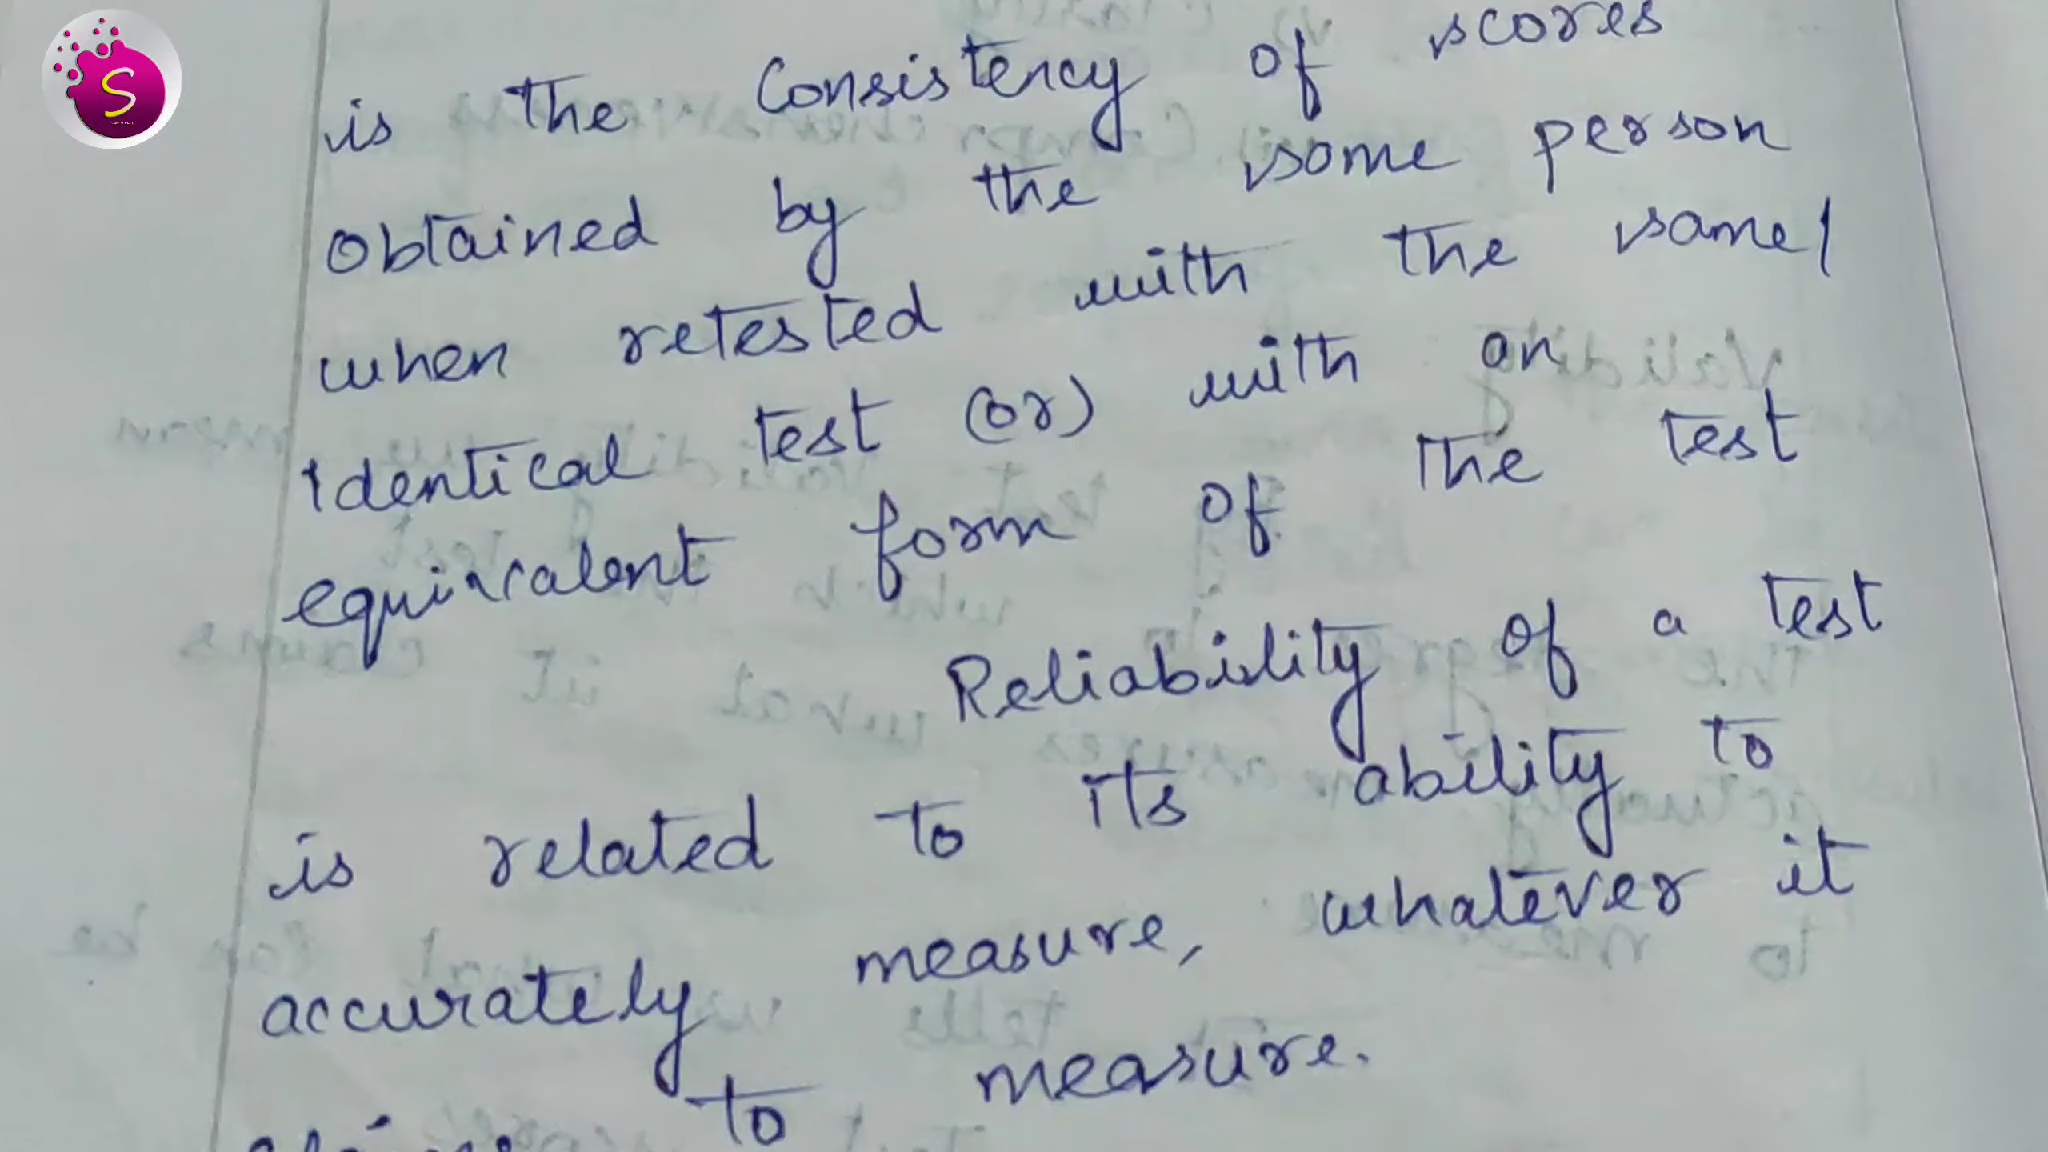 S
is the Consistency of scores
obtained by the some person
when retested with the same/
Identical test (or) with an
equivalent form of the test
Reliability of a test
is related to its ability to
accurately measure, whatever it
to measure.